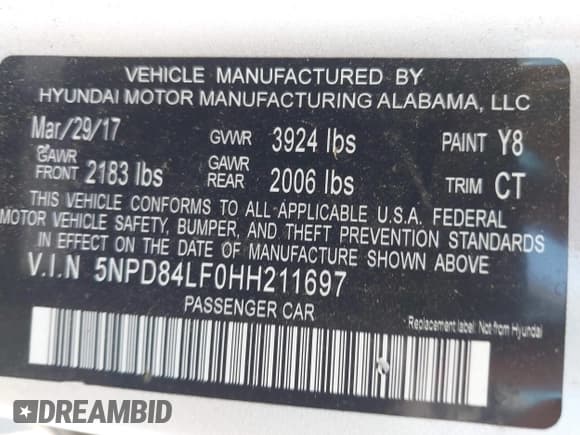 VEHICLE MANUFACTURED BY
HYUNDAI MOTOR MANUFACTURING ALABAMA, LLC
Mar/29/17 GVWR 3924 lbs PAINT Y8
GAWR FRONT 2183 lbs GAWR REAR 2006 lbs TRIM CT
THIS VEHICLE CONFORMS TO ALL APPLICABLE U.S.A. FEDERAL
MOTOR VEHICLE SAFETY, BUMPER, AND THEFT PREVENTION STANDARDS
IN EFFECT ON THE DATE OF MANUFACTURE SHOWN ABOVE.
V.I.N 5NPD84LF0HH211697
PASSENGER CAR
Replacement label: Not from Hyundai
DREAMBID